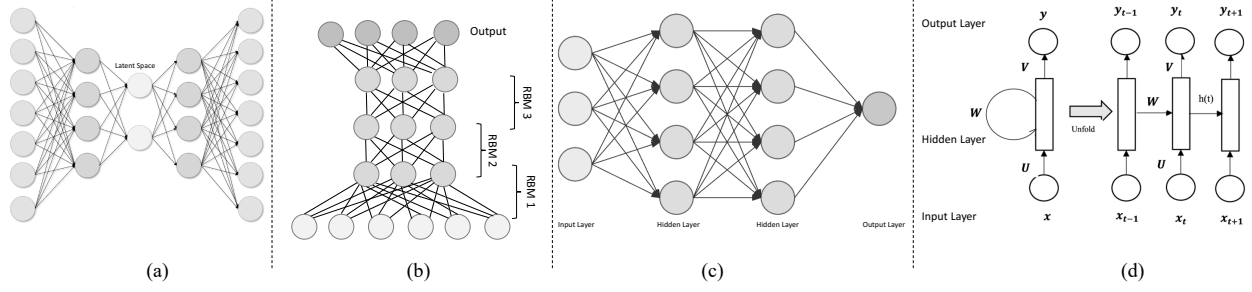 Latent Space
(a)
Output
RBM 3
RBM 2
RBM 1
(b)
Input Layer
Hidden Layer
Hidden Layer
Output Layer
(c)
Output Layer
y
y_{t-1}
y_t
y_{t+1}
V
V
W
W
h(t)
Unfold
Hidden Layer
U
U
Input Layer
x
x_{t-1}
x_t
x_{t+1}
(d)